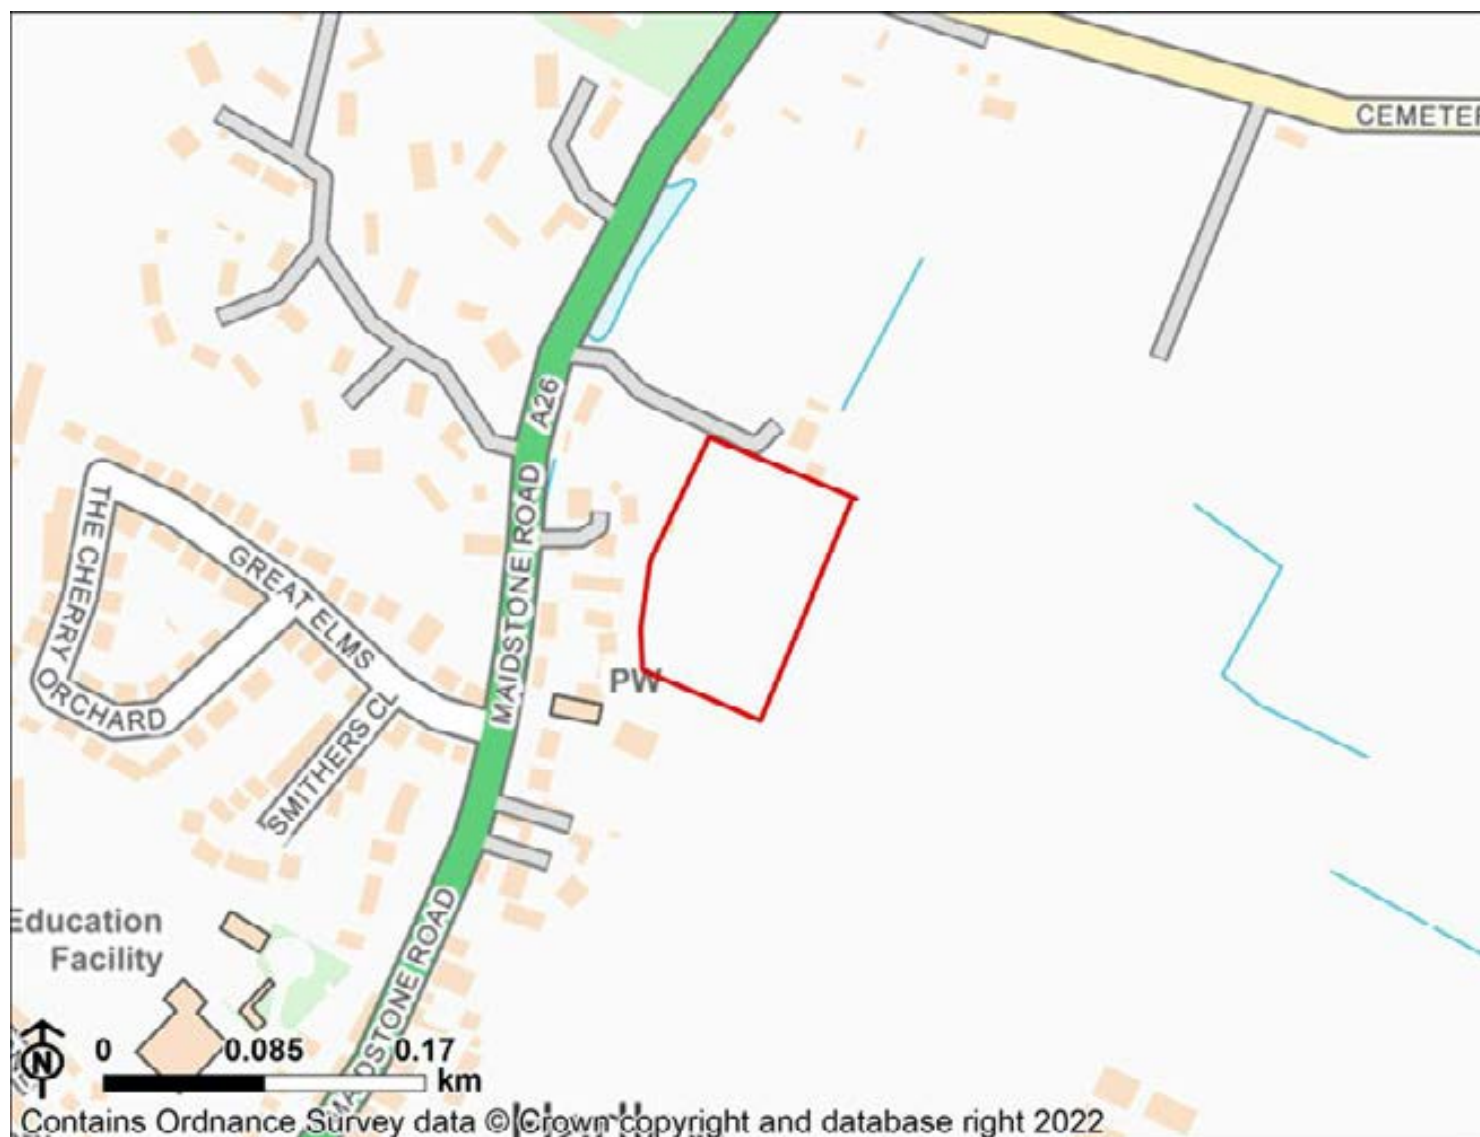 CEMETER
A26
MAIDSTONE ROAD
THE CHERRY
ORCHARD
GREAT ELMS
SMITHERS CL
PW
Education
Facility
MAIDSTONE ROAD
N
0 0.085 0.17
km
Contains Ordnance Survey data © Crown copyright and database right 2022